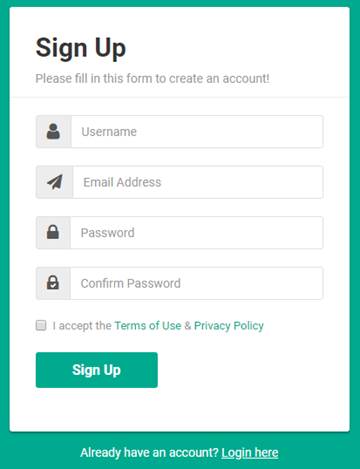 Sign Up
Please fill in this form to create an account!
Username
Email Address
Password
Confirm Password
I accept the Terms of Use & Privacy Policy
Sign Up
Already have an account? Login here